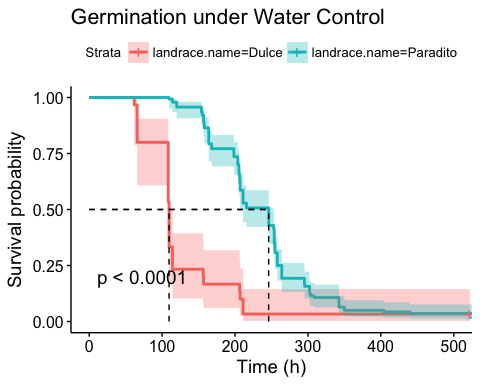 Germination under Water Control
Strata landrace.name=Dulce landrace.name=Paradito
1.00
0.75
0.50
0.25
0.00
Survival probability
p < 0.0001
0 100 200 300 400 500
Time (h)